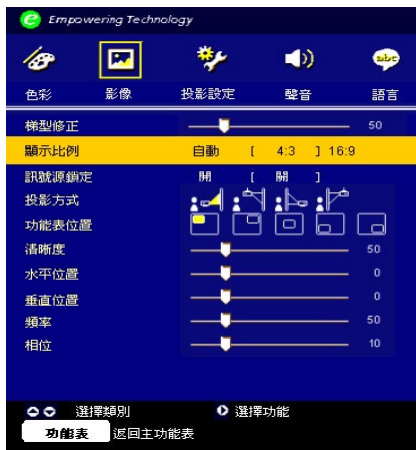 e Empowering Technology
abc
色彩 影像 投影設定 聲音 語言
梯型修正 50
顯示比例 自動 [ 4:3 ] 16:9
訊號源鎖定 開 [ 開 ]
投影方式
功能表位置
清晰度 50
水平位置 0
垂直位置 0
頻率 50
相位 10
選擇類別 選擇功能
功能表 返回主功能表